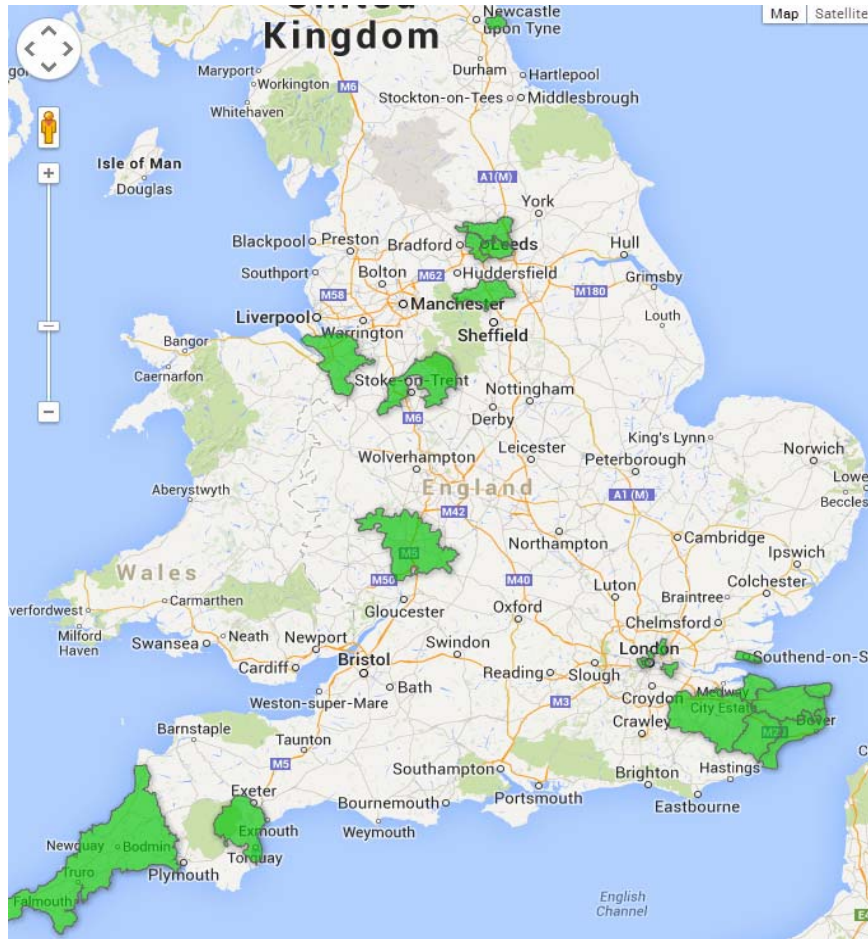 United
Kingdom
Map
Satellite
Newcastle
upon Tyne
Durham
Hartlepool
Maryport
Workington
M6
Stockton-on-Tees
Middlesbrough
Whitehaven
Isle of Man
Douglas
A1(M)
York
Blackpool
Preston
Bradford
Leeds
Hull
Southport
Bolton
M62
Huddersfield
Grimsby
M58
Manchester
M180
Liverpool
Warrington
Sheffield
Louth
Bangor
Caernarfon
Stoke-on-Trent
Nottingham
M6
Derby
King's Lynn
Norwich
Wolverhampton
Leicester
Peterborough
Lowe
Aberystwyth
England
A1 (M)
Beccles
M42
Northampton
Cambridge
M5
Ipswich
Wales
M50
M40
Luton
Braintree
Colchester
verfordwest
Carmarthen
Gloucester
Oxford
Chelmsford
Milford
Haven
Swansea
Neath
Newport
Swindon
London
Southend-on-S
Cardiff
Bristol
Reading
Slough
Weston-super-Mare
Bath
M3
Croydon
Medway
City Estate
Barnstaple
Crawley
M20
Dover
Taunton
M5
Southampton
Brighton
Hastings
Exeter
Bournemouth
Portsmouth
Eastbourne
Exmouth
Weymouth
Newquay
Bodmin
Torquay
Truro
Plymouth
Falmouth
English
Channel
E4